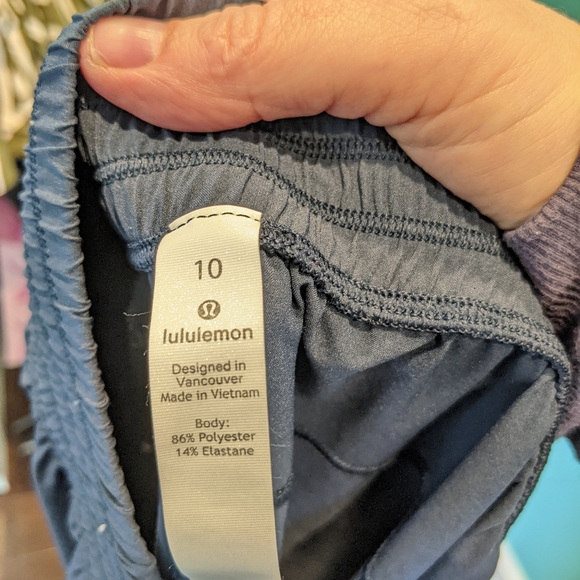 10
lululemon
Designed in
Vancouver
Made in Vietnam
Body:
86% Polyester
14% Elastane